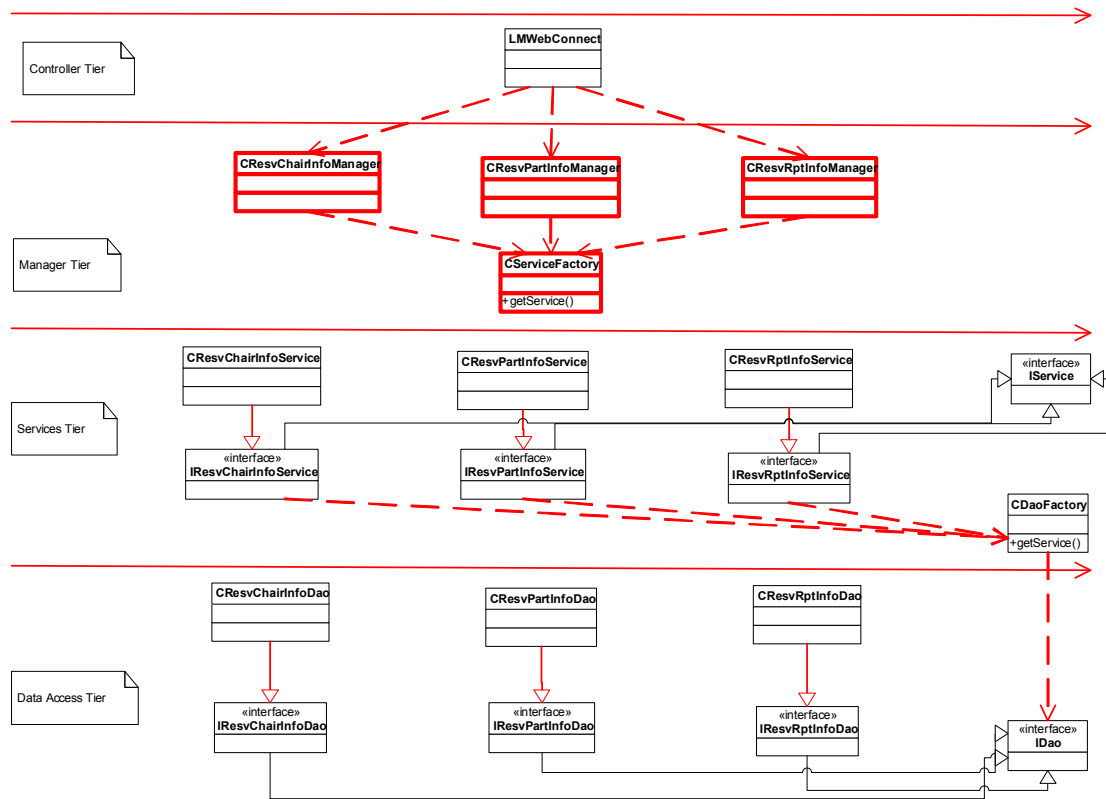 LMWebConnect
Controller Tier
CResvChairInfoManager
CResvPartInfoManager
CResvRptInfoManager
Manager Tier
CServiceFactory
+getService()
CResvChairInfoService
CResvPartInfoService
CResvRptInfoService
«interface»
IService
Services Tier
«interface»
IResvChairInfoService
«interface»
IResvPartInfoService
«interface»
IResvRptInfoService
CDaoFactory
+getService()
CResvChairInfoDao
CResvPartInfoDao
CResvRptInfoDao
Data Access Tier
«interface»
IResvChairInfoDao
«interface»
IResvPartInfoDao
«interface»
IResvRptInfoDao
«interface»
IDao